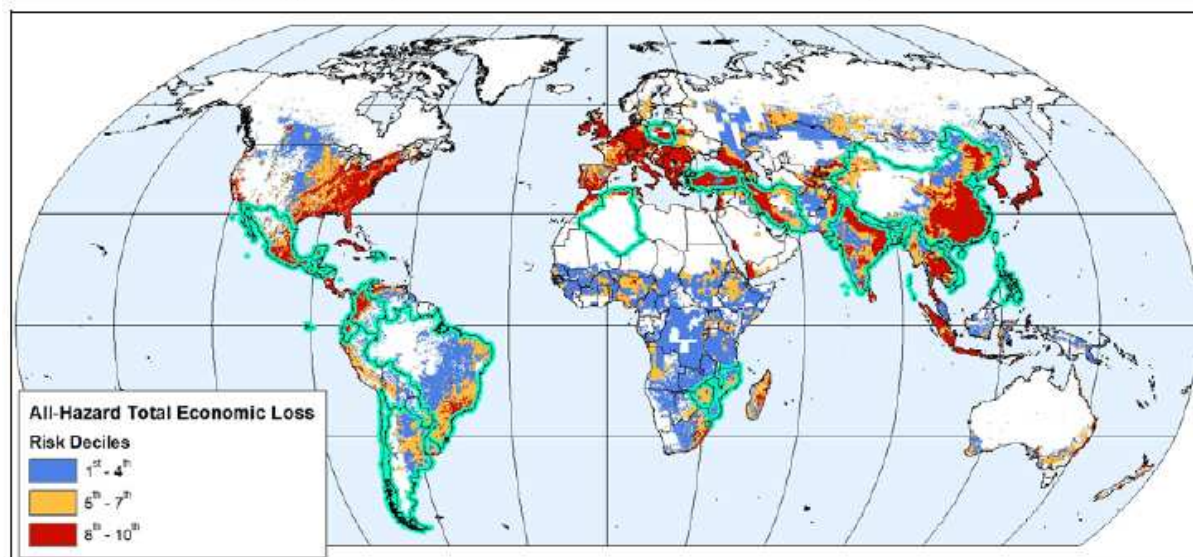 All-Hazard Total Economic Loss
Risk Deciles
1st - 4th
5th - 7th
8th - 10th